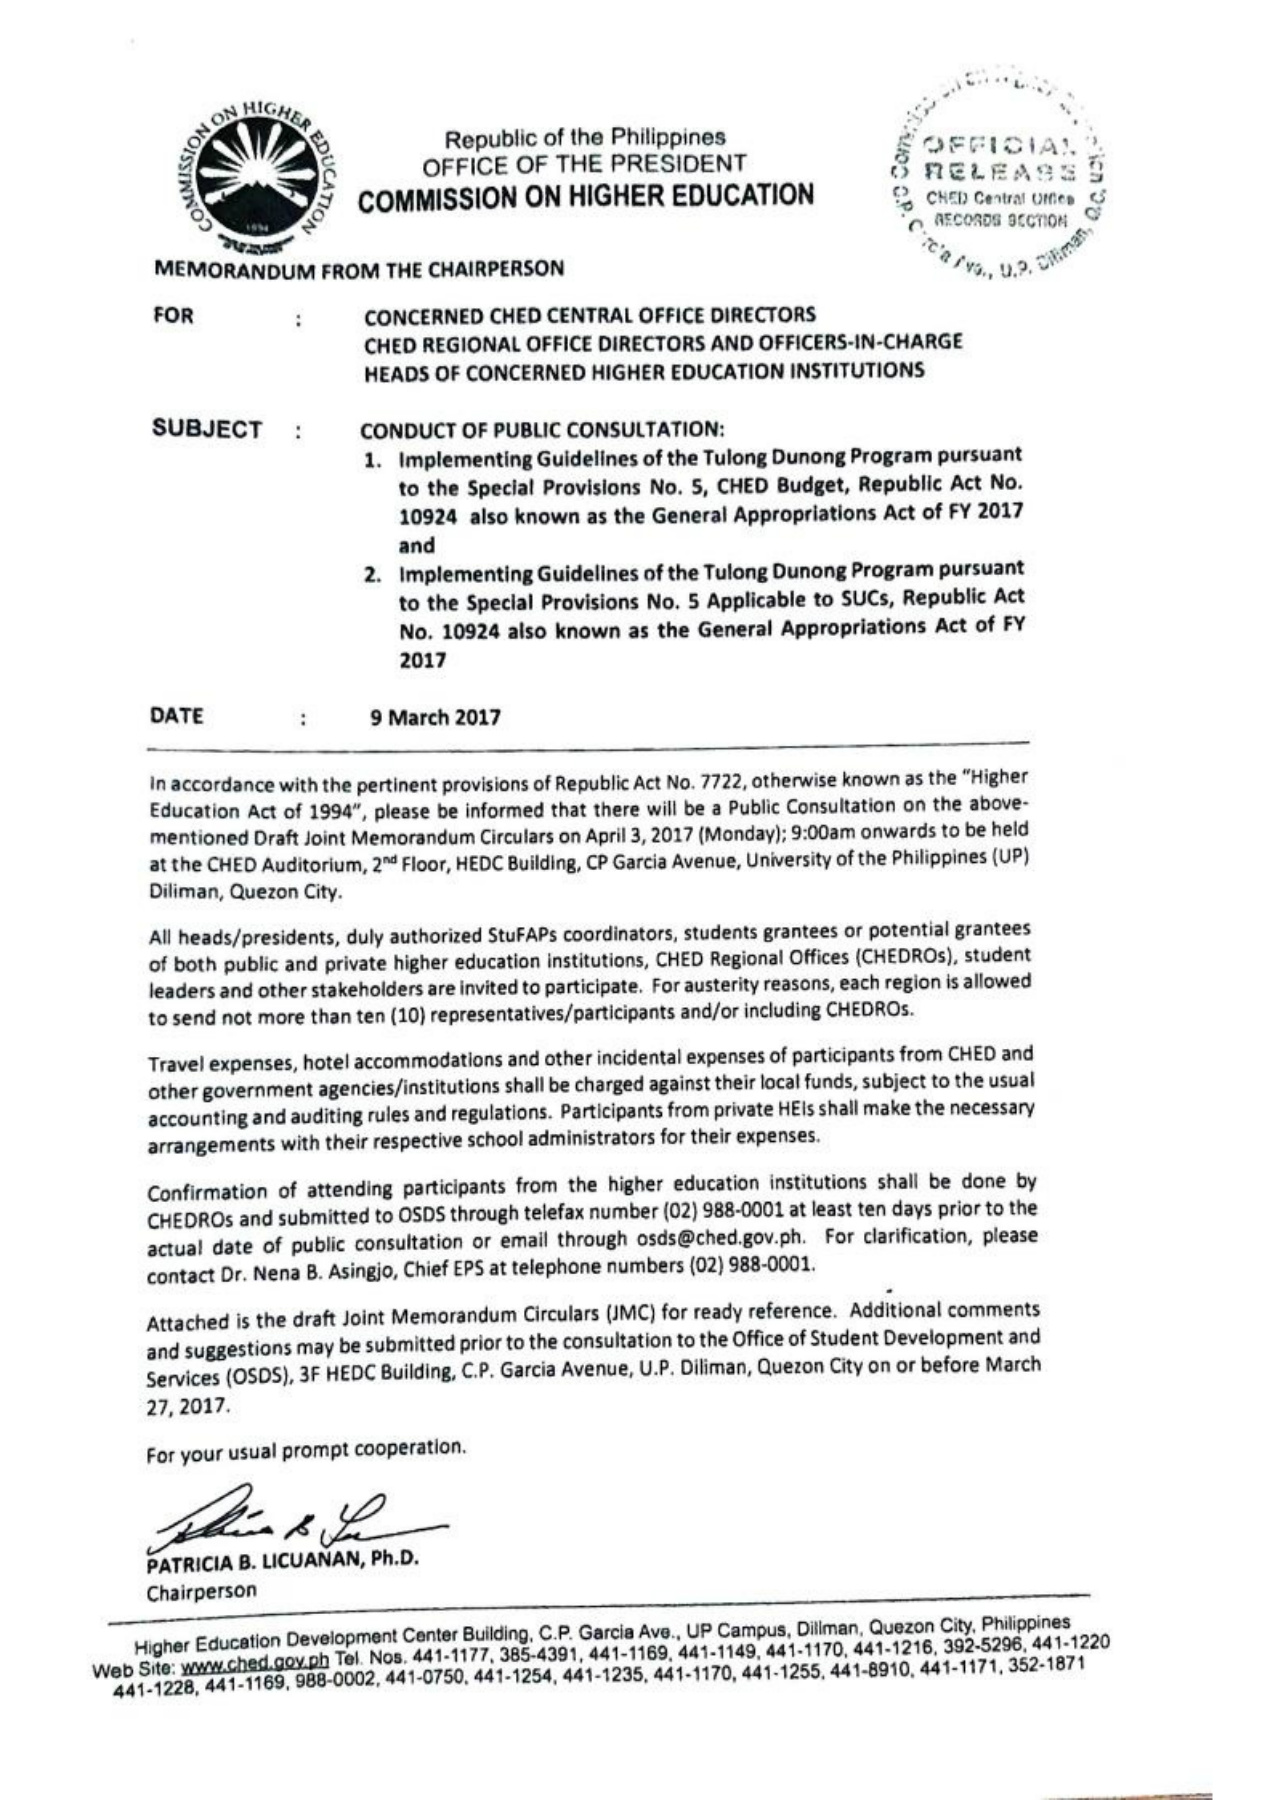 COMMISSION ON HIGHER EDUCATION
1994
Republic of the Philippines
OFFICE OF THE PRESIDENT
COMMISSION ON HIGHER EDUCATION
OFFICIAL
RELEASE
CHED Central Office
RECORDS SECTION
U.P. Diliman, Q.C.
MEMORANDUM FROM THE CHAIRPERSON
FOR : CONCERNED CHED CENTRAL OFFICE DIRECTORS
CHED REGIONAL OFFICE DIRECTORS AND OFFICERS-IN-CHARGE
HEADS OF CONCERNED HIGHER EDUCATION INSTITUTIONS
SUBJECT : CONDUCT OF PUBLIC CONSULTATION:
1. Implementing Guidelines of the Tulong Dunong Program pursuant
to the Special Provisions No. 5, CHED Budget, Republic Act No.
10924 also known as the General Appropriations Act of FY 2017
and
2. Implementing Guidelines of the Tulong Dunong Program pursuant
to the Special Provisions No. 5 Applicable to SUCs, Republic Act
No. 10924 also known as the General Appropriations Act of FY
2017
DATE : 9 March 2017
In accordance with the pertinent provisions of Republic Act No. 7722, otherwise known as the "Higher
Education Act of 1994", please be informed that there will be a Public Consultation on the above-
mentioned Draft Joint Memorandum Circulars on April 3, 2017 (Monday); 9:00am onwards to be held
at the CHED Auditorium, 2nd Floor, HEDC Building, CP Garcia Avenue, University of the Philippines (UP)
Diliman, Quezon City.
All heads/presidents, duly authorized StuFAPs coordinators, students grantees or potential grantees
of both public and private higher education institutions, CHED Regional Offices (CHEDROs), student
leaders and other stakeholders are invited to participate. For austerity reasons, each region is allowed
to send not more than ten (10) representatives/participants and/or including CHEDROs.
Travel expenses, hotel accommodations and other incidental expenses of participants from CHED and
other government agencies/institutions shall be charged against their local funds, subject to the usual
accounting and auditing rules and regulations. Participants from private HEIs shall make the necessary
arrangements with their respective school administrators for their expenses.
Confirmation of attending participants from the higher education institutions shall be done by
CHEDROs and submitted to OSDS through telefax number (02) 988-0001 at least ten days prior to the
actual date of public consultation or email through osds@ched.gov.ph. For clarification, please
contact Dr. Nena B. Asingjo, Chief EPS at telephone numbers (02) 988-0001.
Attached is the draft Joint Memorandum Circulars (JMC) for ready reference. Additional comments
and suggestions may be submitted prior to the consultation to the Office of Student Development and
Services (OSDS), 3F HEDC Building, C.P. Garcia Avenue, U.P. Diliman, Quezon City on or before March
27, 2017.
For your usual prompt cooperation.
PATRICIA B. LICUANAN, Ph.D.
Chairperson
Higher Education Development Center Building, C.P. Garcia Ave., UP Campus, Diliman, Quezon City, Philippines
Web Site: www.ched.gov.ph Tel. Nos. 441-1177, 385-4391, 441-1169, 441-1149, 441-1170, 441-1216, 392-5296, 441-1220
441-1228, 441-1169, 988-0002, 441-0750, 441-1254, 441-1235, 441-1170, 441-1255, 441-8910, 441-1171, 352-1871